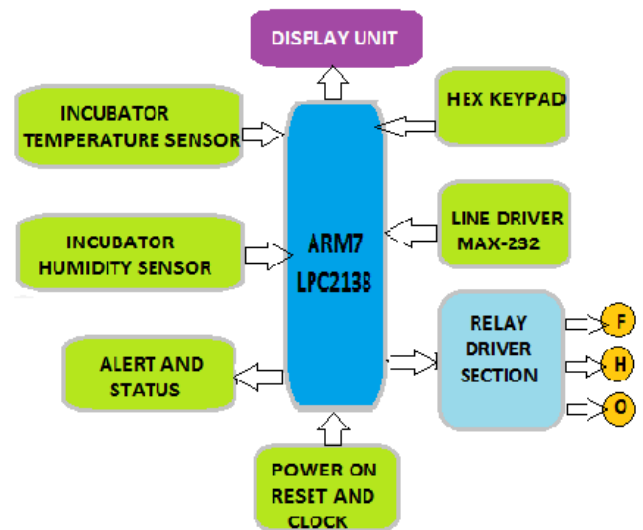 DISPLAY UNIT
INCUBATOR
TEMPERATURE SENSOR
HEX KEYPAD
INCUBATOR
HUMIDITY SENSOR
ARM7
LPC2138
LINE DRIVER
MAX-232
ALERT AND
STATUS
RELAY
DRIVER
SECTION
F
H
O
POWER ON
RESET AND
CLOCK